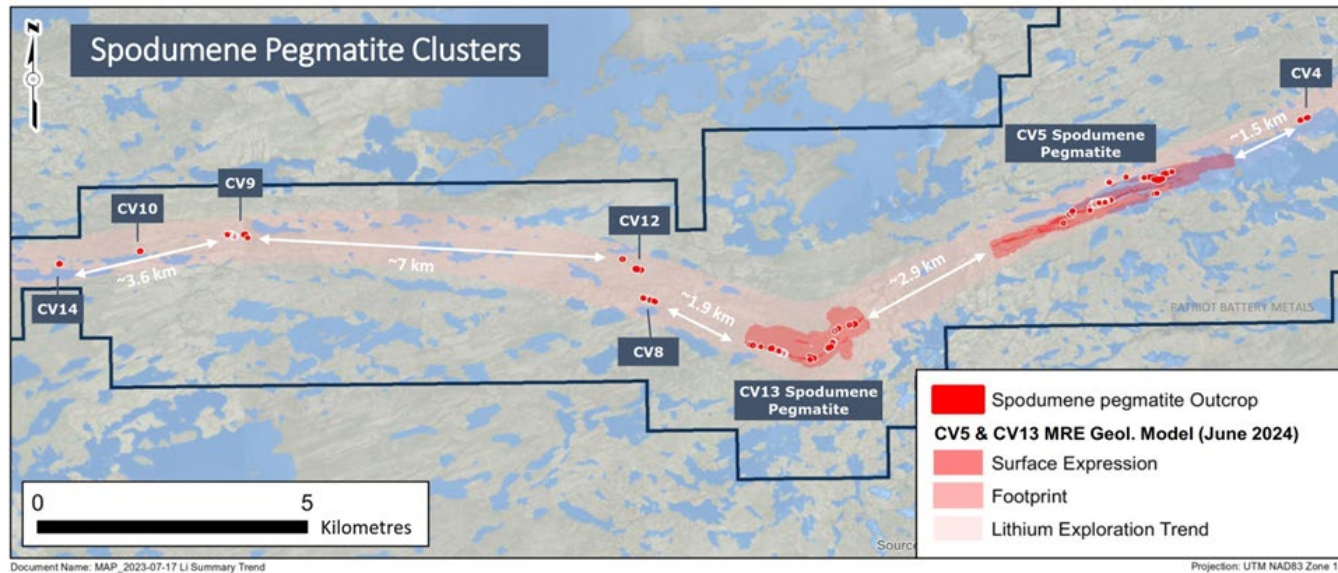 Spodumene Pegmatite Clusters
N
CV4
~1.5 km
CV5 Spodumene
Pegmatite
CV9
CV10
CV12
~7 km
~3.6 km
~2.9 km
CV14
~1.9 km
CV8
PATRIOT BATTERY METALS
CV13 Spodumene
Pegmatite
Spodumene pegmatite Outcrop
CV5 & CV13 MRE Geol. Model (June 2024)
Surface Expression
Footprint
Lithium Exploration Trend
0 5
Kilometres
Document Name: MAP_2023-07-17 Li Summary Trend
Projection: UTM NAD83 Zone 1